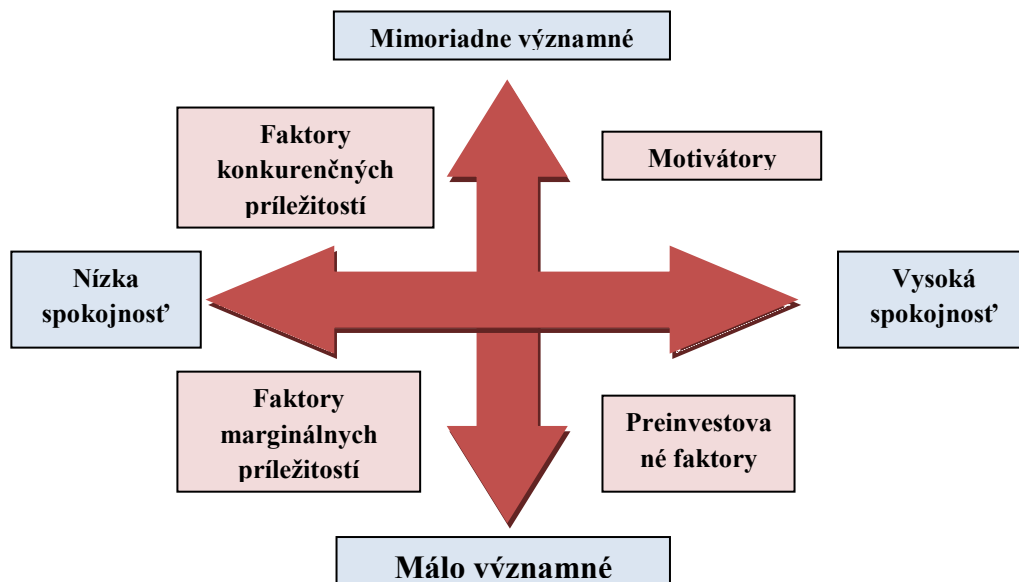 Mimoriadne významné
Faktory
konkurenčných
príležitostí
Motivátory
Nízka
spokojnosť
Vysoká
spokojnosť
Faktory
marginálnych
príležitostí
Preinvestova
né faktory
Málo významné